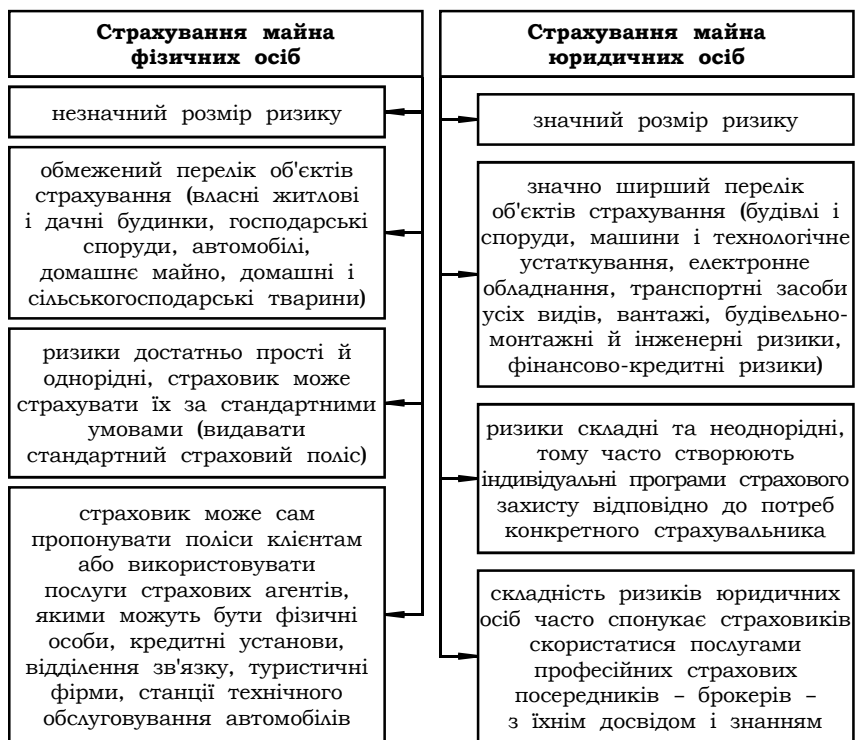 Страхування майна
фізичних осіб
незначний розмір ризику
обмежений перелік об'єктів
страхування (власні житлові
і дачні будинки, господарські
споруди, автомобілі,
домашнє майно, домашні і
сільськогосподарські тварини)
ризики достатньо прості й
однорідні, страховик може
страхувати їх за стандартними
умовами (видавати
стандартний страховий поліс)
страховик може сам
пропонувати поліси клієнтам
або використовувати
послуги страхових агентів,
якими можуть бути фізичні
особи, кредитні установи,
відділення зв'язку, туристичні
фірми, станції технічного
обслуговування автомобілів
Страхування майна
юридичних осіб
значний розмір ризику
значно ширший перелік
об'єктів страхування (будівлі і
споруди, машини і технологічне
устаткування, електронне
обладнання, транспортні засоби
усіх видів, вантажі, будівельно-
монтажні й інженерні ризики,
фінансово-кредитні ризики)
ризики складні та неоднорідні,
тому часто створюють
індивідуальні програми страхового
захисту відповідно до потреб
конкретного страхувальника
складність ризиків юридичних
осіб часто спонукає страховиків
скористатися послугами
професійних страхових
посередників – брокерів –
з їхнім досвідом і знанням